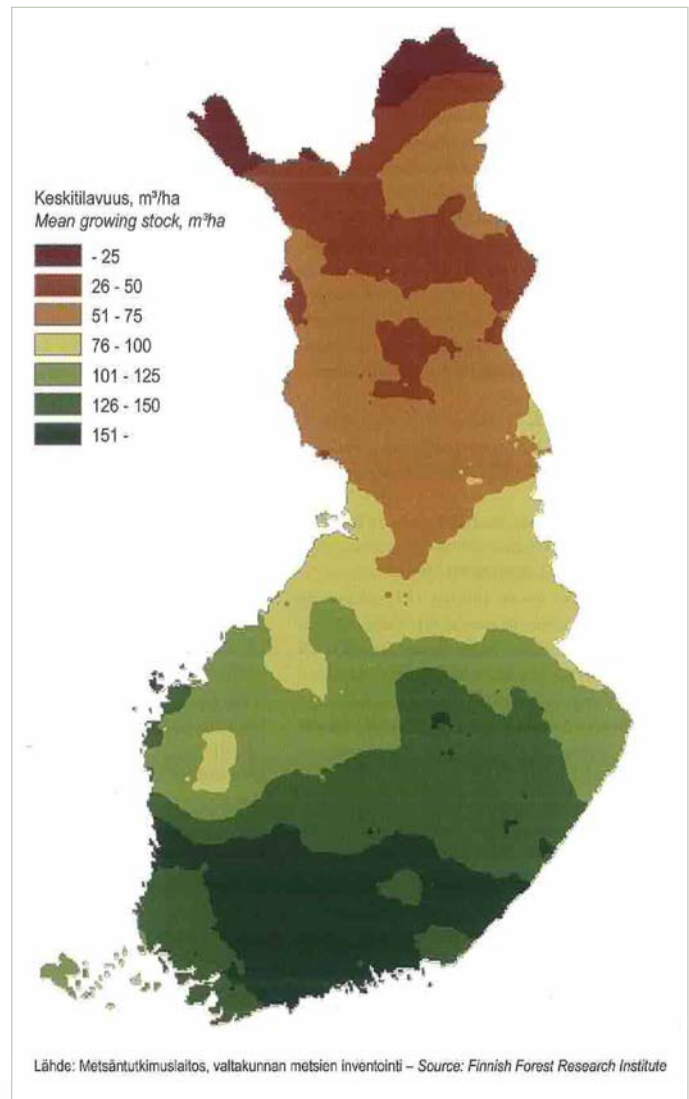 Keskitilavuus, m³/ha
Mean growing stock, m³ha
- 25
26 - 50
51 - 75
76 - 100
101 - 125
126 - 150
151 -
Lähde: Metsäntutkimuslaitos, valtakunnan metsien inventointi – Source: Finnish Forest Research Institute